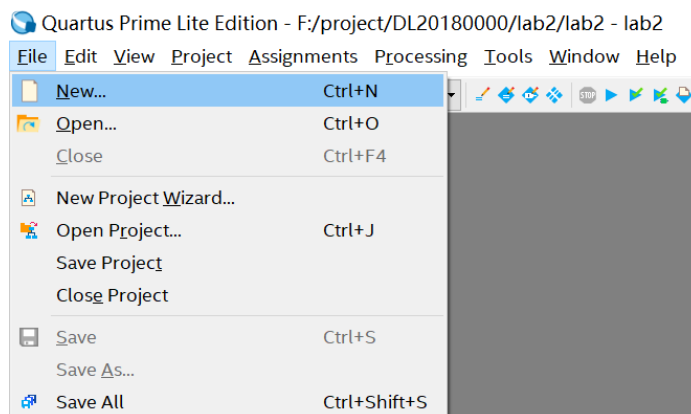 Quartus Prime Lite Edition - F:/project/DL20180000/lab2/lab2 - lab2
File Edit View Project Assignments Processing Tools Window Help
New... Ctrl+N
STOP
Open... Ctrl+O
Close Ctrl+F4
New Project Wizard...
Open Project... Ctrl+J
Save Project
Close Project
Save Ctrl+S
Save As...
Save All Ctrl+Shift+S